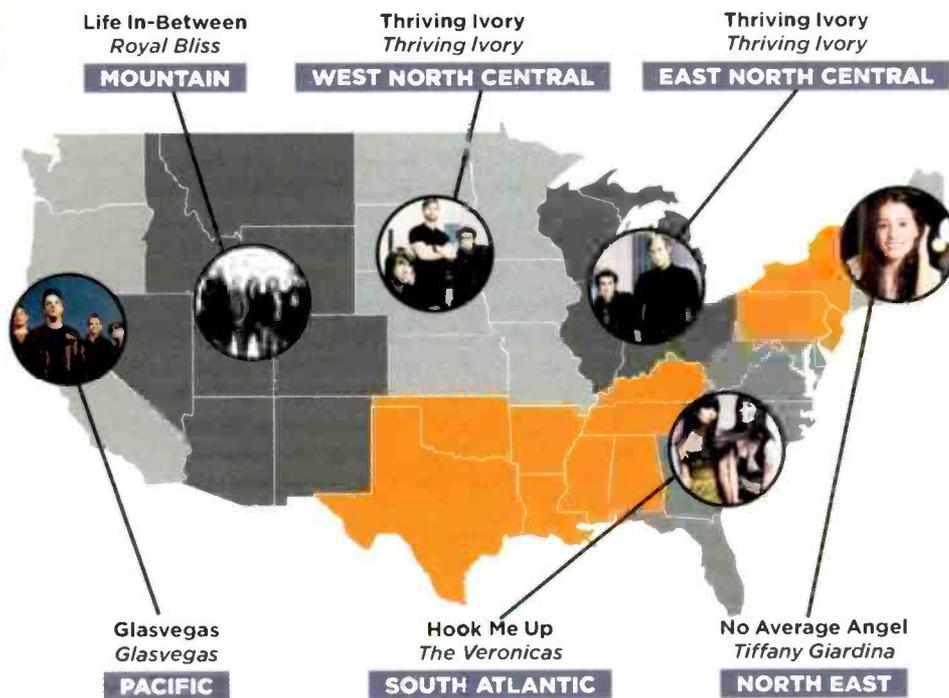 Life In-Between
Royal Bliss
MOUNTAIN
Thriving Ivory
Thriving Ivory
WEST NORTH CENTRAL
Thriving Ivory
Thriving Ivory
EAST NORTH CENTRAL
Glasvegas
Glasvegas
PACIFIC
Hook Me Up
The Veronicas
SOUTH ATLANTIC
No Average Angel
Tiffany Giardina
NORTH EAST